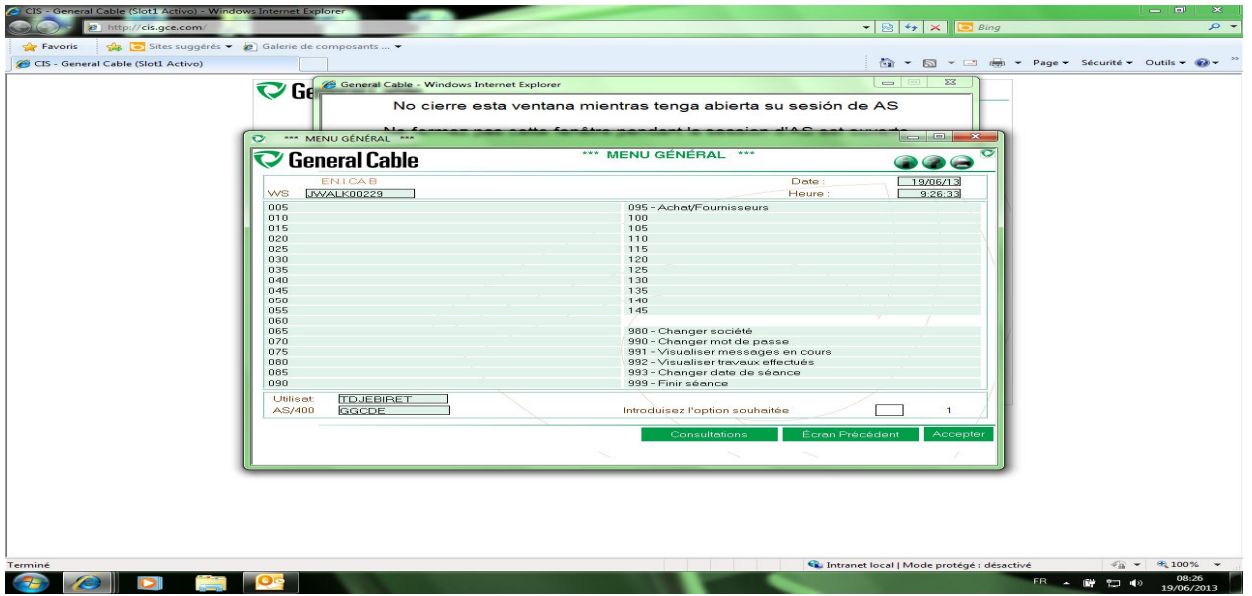 CIS - General Cable (Slot1 Activo) - Windows Internet Explorer
http://cis.gce.com/
Bing
Favoris Sites suggérés Galerie de composants ...
CIS - General Cable (Slot1 Activo)
Page Sécurité Outils
General Cable - Windows Internet Explorer
No cierre esta ventana mientras tenga abierta su sesión de AS
*** MENU GÉNÉRAL ***
General Cable
*** MENU GÉNÉRAL ***
EN.I.CA.B Date : 19/06/13
WS JWALK00229 Heure : 9:26:33
005 095 - Achat/Fournisseurs
010 100
015 105
020 110
025 115
030 120
035 125
040 130
045 135
050 140
055 145
060
065 980 - Changer société
070 990 - Changer mot de passe
075 991 - Visualiser messages en cours
080 992 - Visualiser travaux effectués
085 993 - Changer date de séance
090 999 - Finir séance
Utilisat: TDJEBIRET
AS/400 GGCDE Introduisez l'option souhaitée 1
Consultations Écran Précédent Accepter
Terminé Intranet local | Mode protégé : désactivé 100%
FR 08:26
19/06/2013